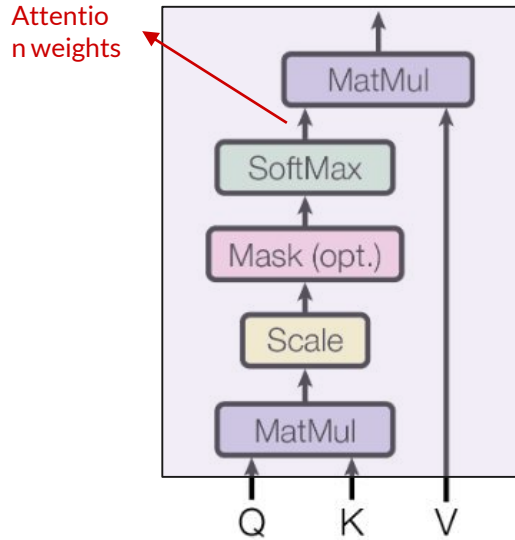 Attentio
n weights
MatMul
SoftMax
Mask (opt.)
Scale
MatMul
Q K V